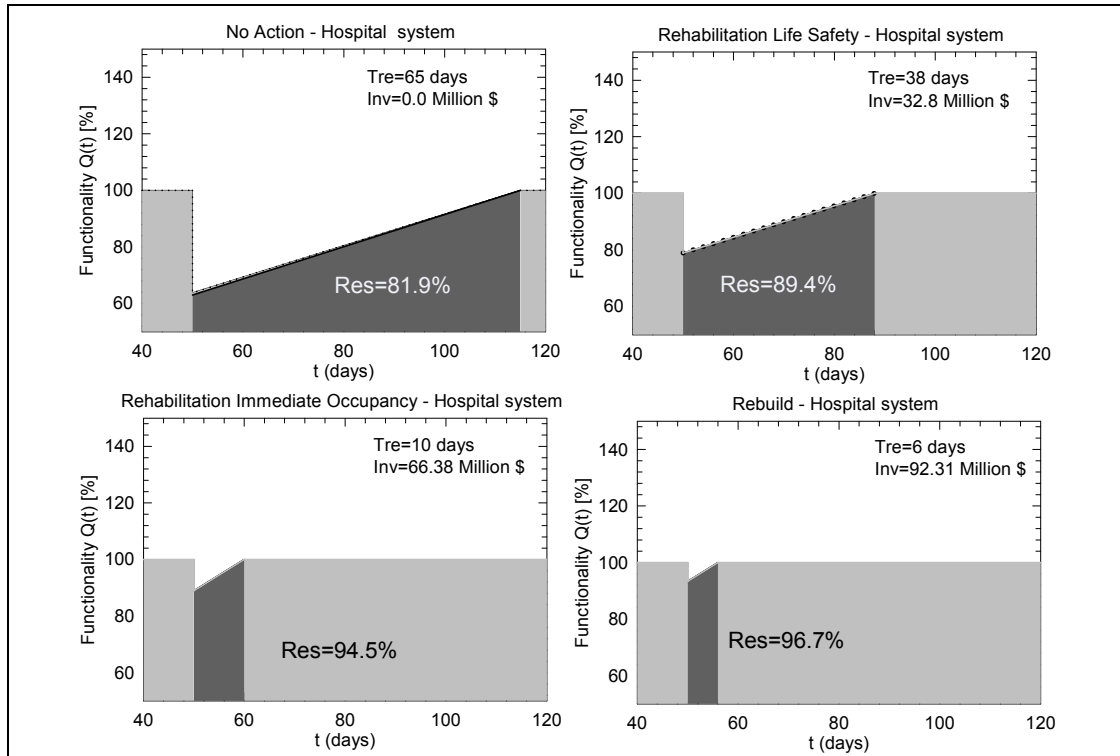 No Action - Hospital system
Tre=65 days
Inv=0.0 Million $
Functionality Q(t) [%]
140
120
100
80
60
Res=81.9%
40 60 80 100 120
t (days)
Rehabilitation Life Safety - Hospital system
Tre=38 days
Inv=32.8 Million $
Functionality Q(t) [%]
140
120
100
80
60
Res=89.4%
40 60 80 100 120
t (days)
Rehabilitation Immediate Occupancy - Hospital system
Tre=10 days
Inv=66.38 Million $
Functionality Q(t) [%]
140
120
100
80
60
Res=94.5%
40 60 80 100 120
t (days)
Rebuild - Hospital system
Tre=6 days
Inv=92.31 Million $
Functionality Q(t) [%]
140
120
100
80
60
Res=96.7%
40 60 80 100 120
t (days)